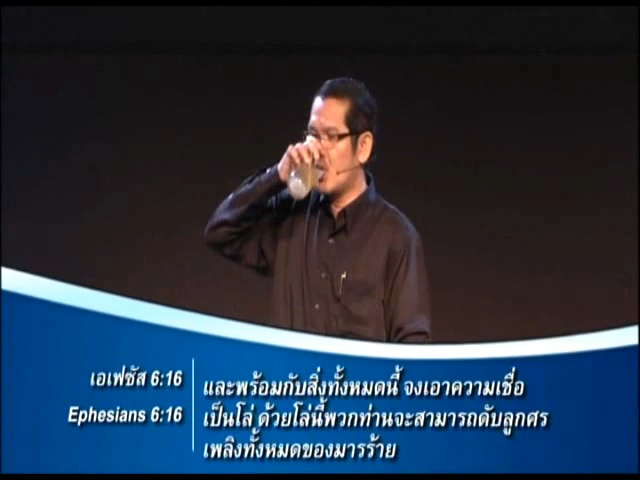 เอเฟซัส 6:16
Ephesians 6:16
และพร้อมกับสิ่งทั้งหมดนี้ จงเอาความเชื่อ
เป็นโล่ ด้วยโล่นี้พวกท่านจะสามารถดับลูกศร
เพลิงทั้งหมดของมารร้าย